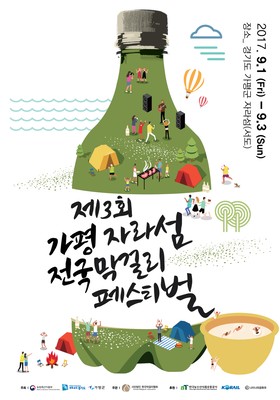 2017. 9.1 (Fri) – 9.3 (Sun)
장소_ 경기도 가평군 자라섬(서도)
제3회
가평 자라섬
전국막걸리
페스티벌
KORAIL